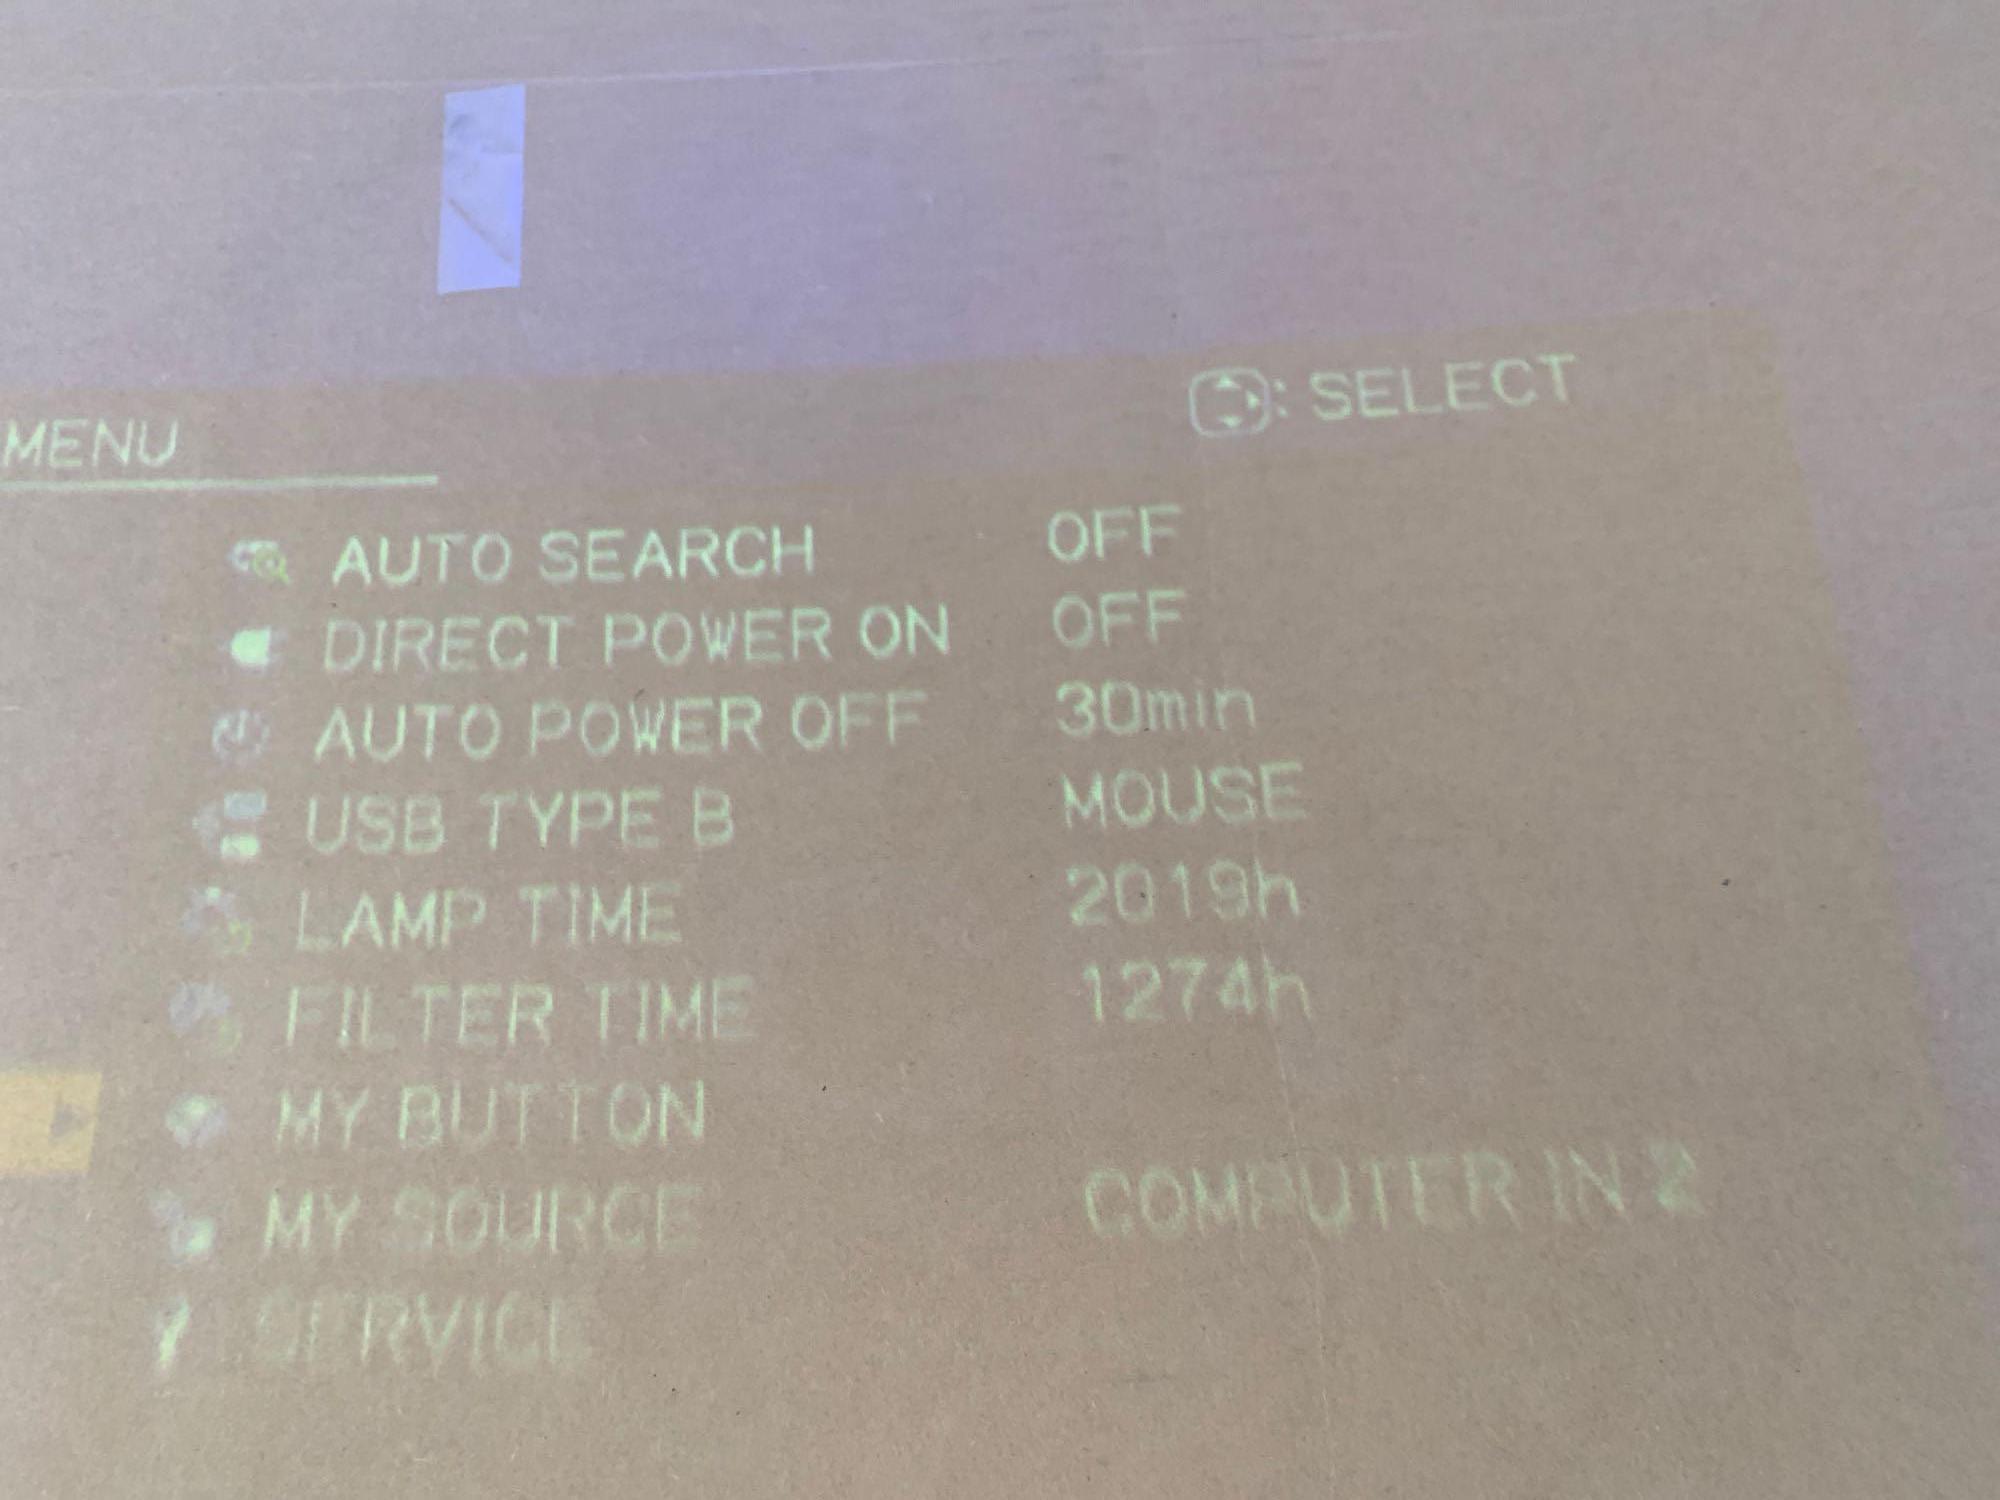 MENU : SELECT
AUTO SEARCH OFF
DIRECT POWER ON OFF
AUTO POWER OFF 30min
USB TYPE B MOUSE
LAMP TIME 2019h
FILTER TIME 1274h
MY BUTTON
MY SOURCE COMPUTER IN 2
SERVICE